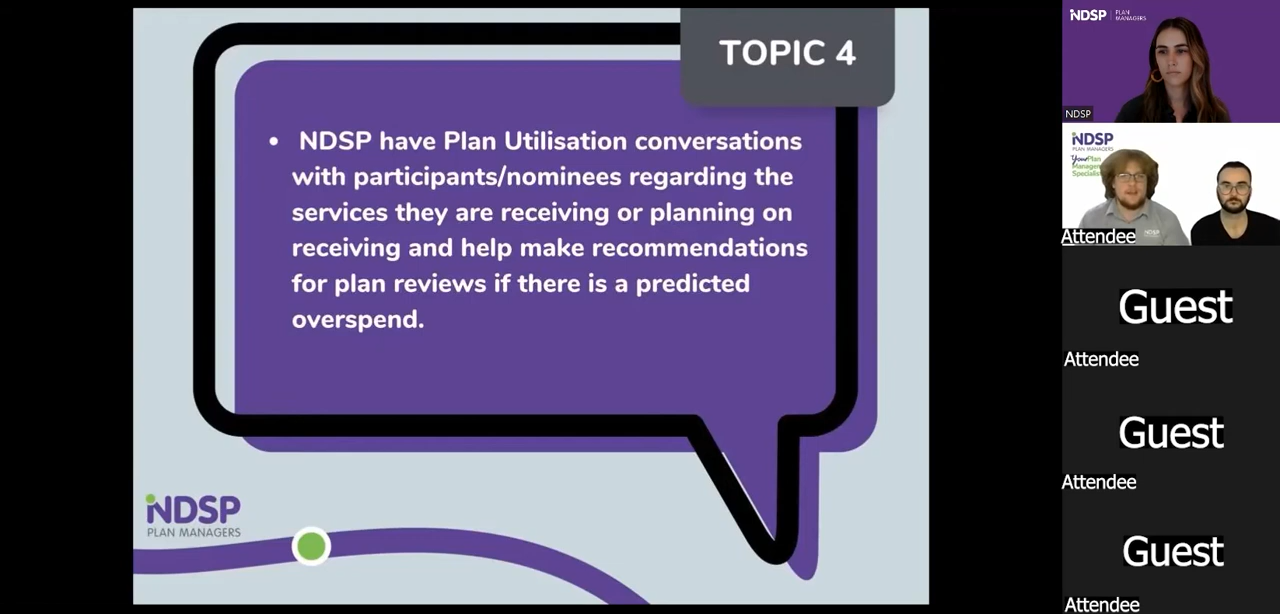 TOPIC 4
• NDSP have Plan Utilisation conversations
with participants/nominees regarding the
services they are receiving or planning on
receiving and help make recommendations
for plan reviews if there is a predicted
overspend.
NDSP
PLAN MANAGERS
NDSP | PLAN
MANAGERS
NDSP
NDSP
PLAN MANAGERS
Your Plan
Management
Specialists
Attendee
Guest
Attendee
Guest
Attendee
Guest
Attendee